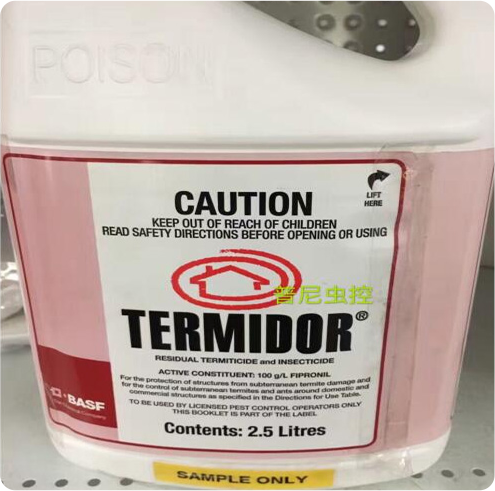 POISON
CAUTION
KEEP OUT OF REACH OF CHILDREN
READ SAFETY DIRECTIONS BEFORE OPENING OR USING
LIFT
HERE
普尼虫控
TERMIDOR®
RESIDUAL TERMITICIDE and INSECTICIDE
ACTIVE CONSTITUENT: 100 g/L FIPRONIL
For the protection of structures from subterranean termite damage and
for the control of subterranean termites and ants around domestic and
commercial structures as specified in the Directions for Use Table.
TO BE USED BY LICENSED PEST CONTROL OPERATORS ONLY
THIS BOOKLET IS PART OF THE LABEL
BASF
Contents: 2.5 Litres
SAMPLE ONLY